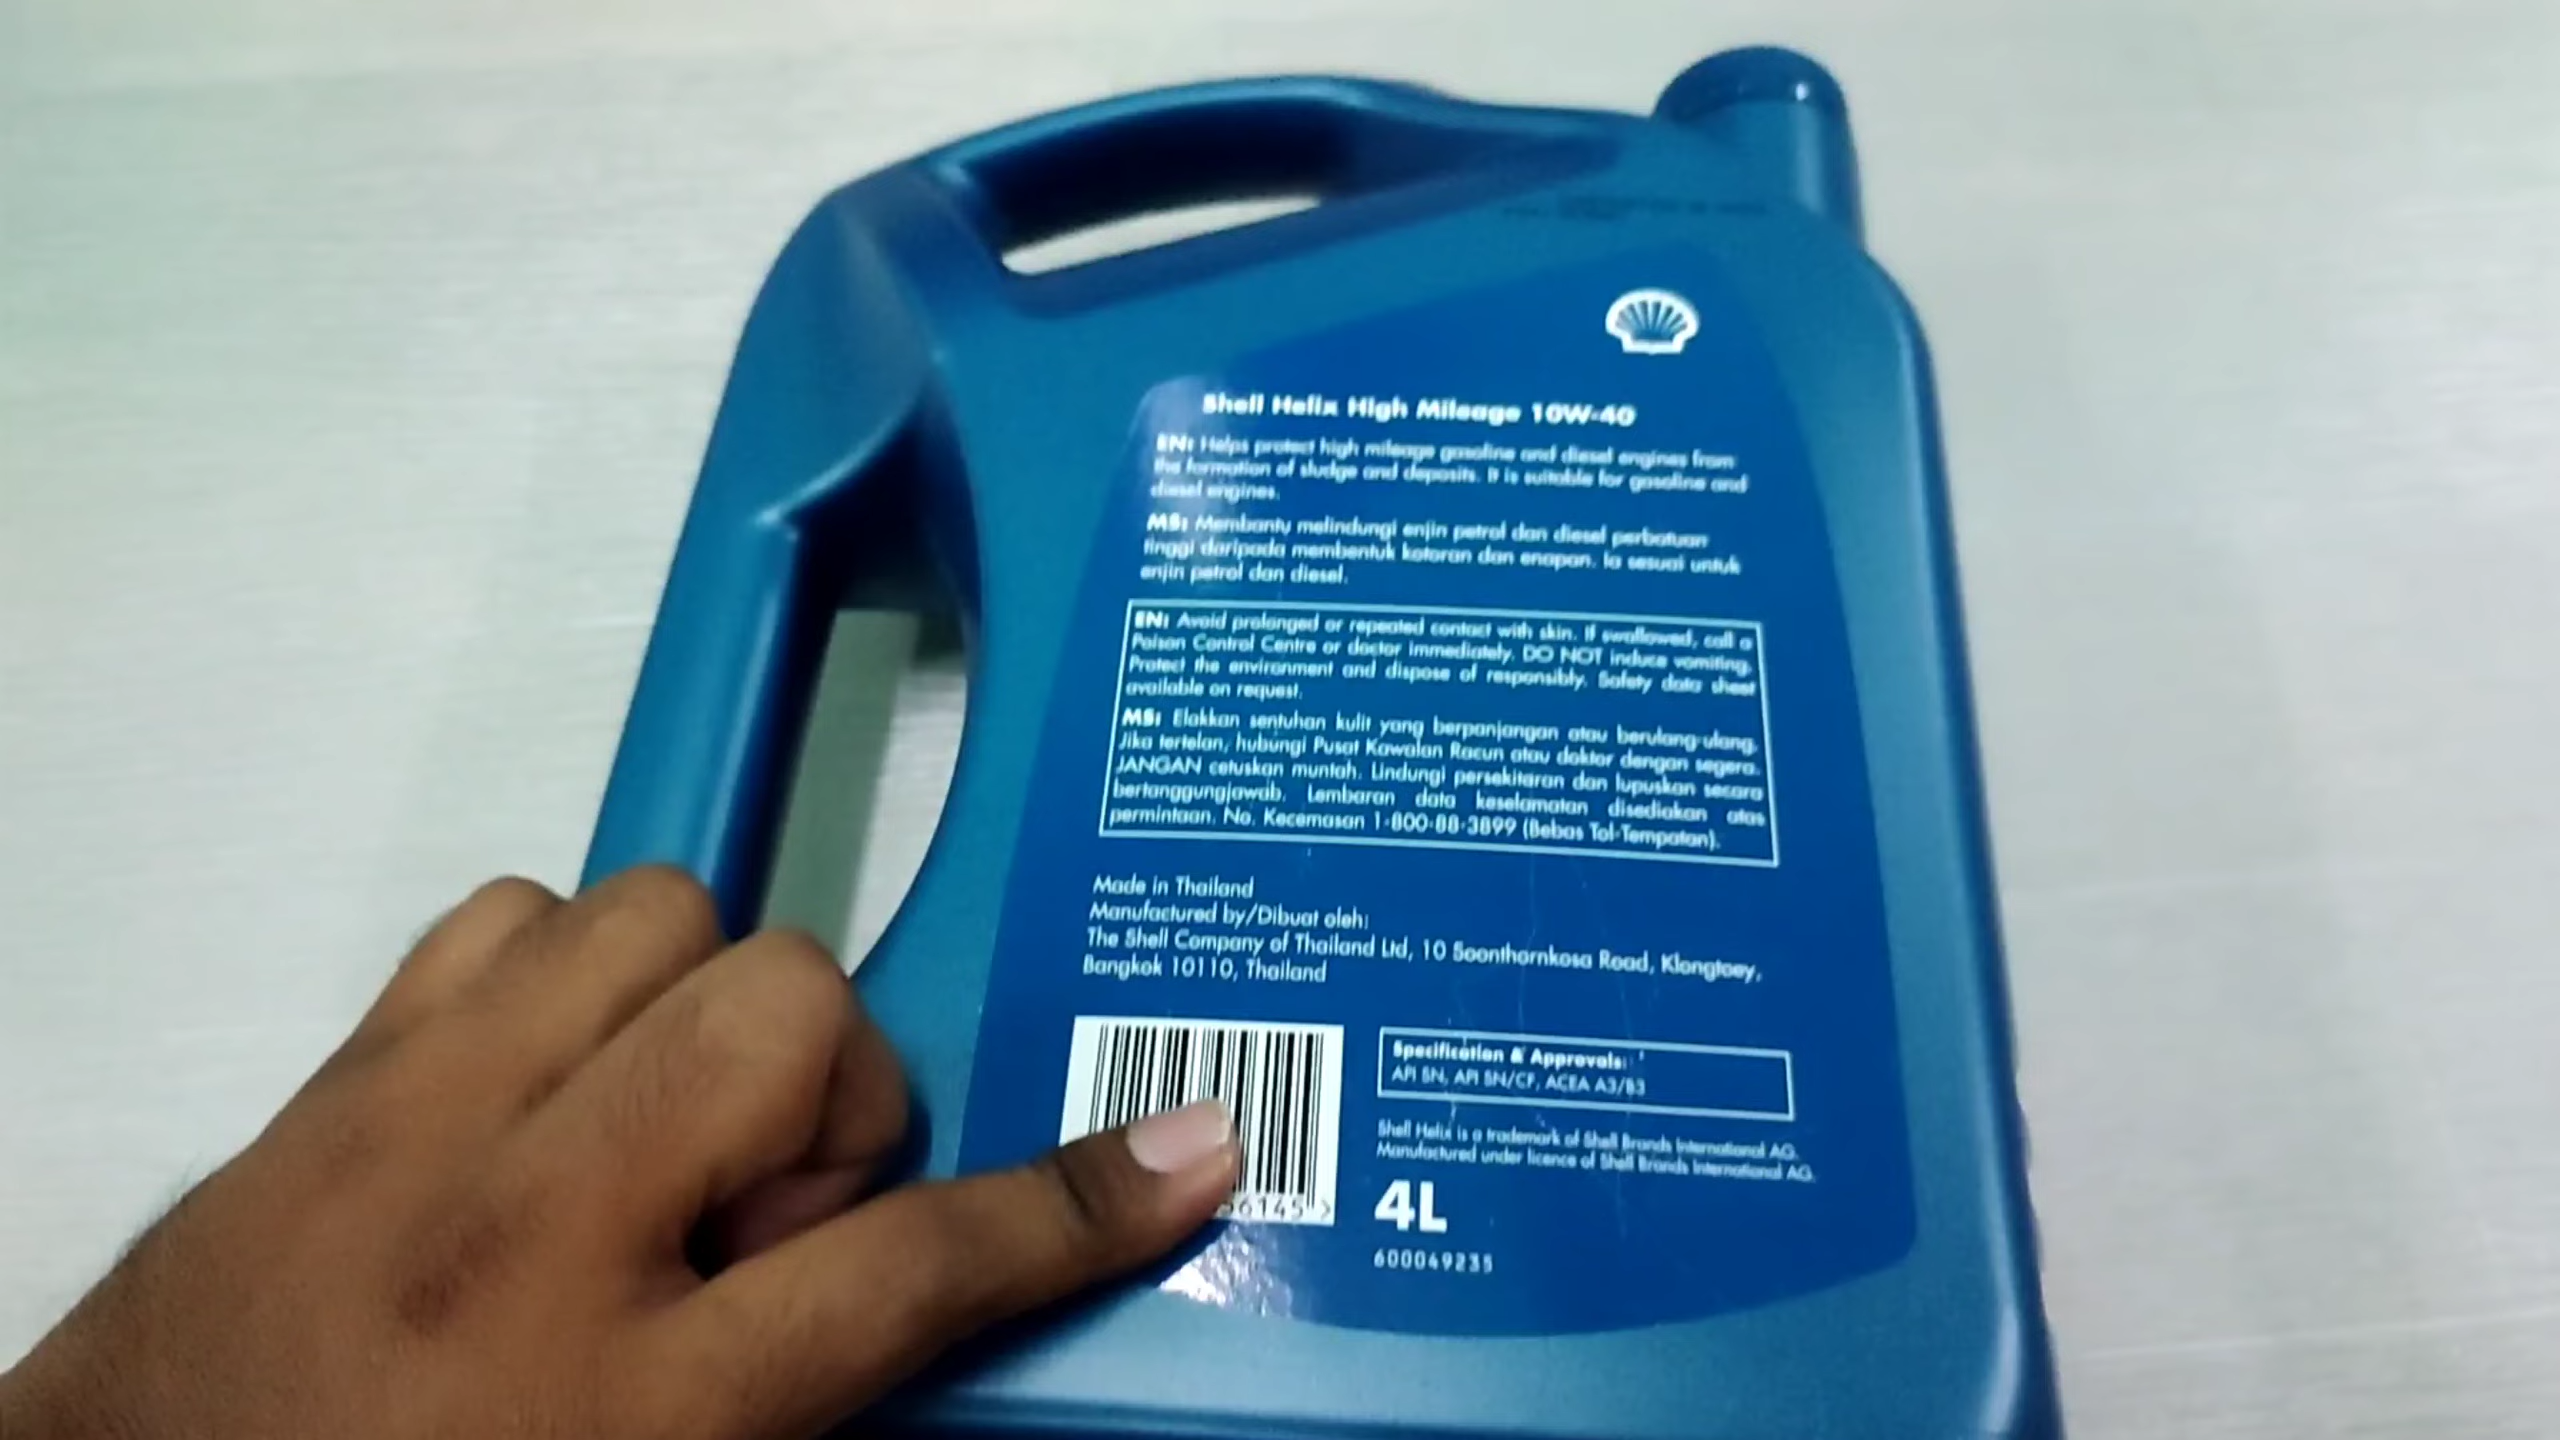 Shell Helix High Mileage 10W-40
EN: Helps protect high mileage gasoline and diesel engines from
the formation of sludge and deposits. It is suitable for gasoline and
diesel engines.
MS: Membantu melindungi enjin petrol dan diesel perbatuan
tinggi daripada membentuk kotoran dan enapan. Ia sesuai untuk
enjin petrol dan diesel.
EN: Avoid prolonged or repeated contact with skin. If swallowed, call a
Poison Control Centre or doctor immediately. DO NOT induce vomiting.
Protect the environment and dispose of responsibly. Safety data sheet
available on request.
MS: Elakkan sentuhan kulit yang berpanjangan atau berulang-ulang.
Jika tertelan, hubungi Pusat Kawalan Racun atau doktor dengan segera.
JANGAN cetuskan muntah. Lindungi persekitaran dan lupuskan secara
bertanggungjawab. Lembaran data keselamatan disediakan atas
permintaan. No. Kecemasan 1-800-88-3899 (Bebas Tol-Tempatan).
Made in Thailand
Manufactured by/Dibuat oleh:
The Shell Company of Thailand Ltd, 10 Soonthornkosa Road, Klongtoey,
Bangkok 10110, Thailand
Specification & Approvals:
API SN, API SN/CF, ACEA A3/B3
Shell Helix is a trademark of Shell Brands International AG.
Manufactured under licence of Shell Brands International AG.
4L
600049235